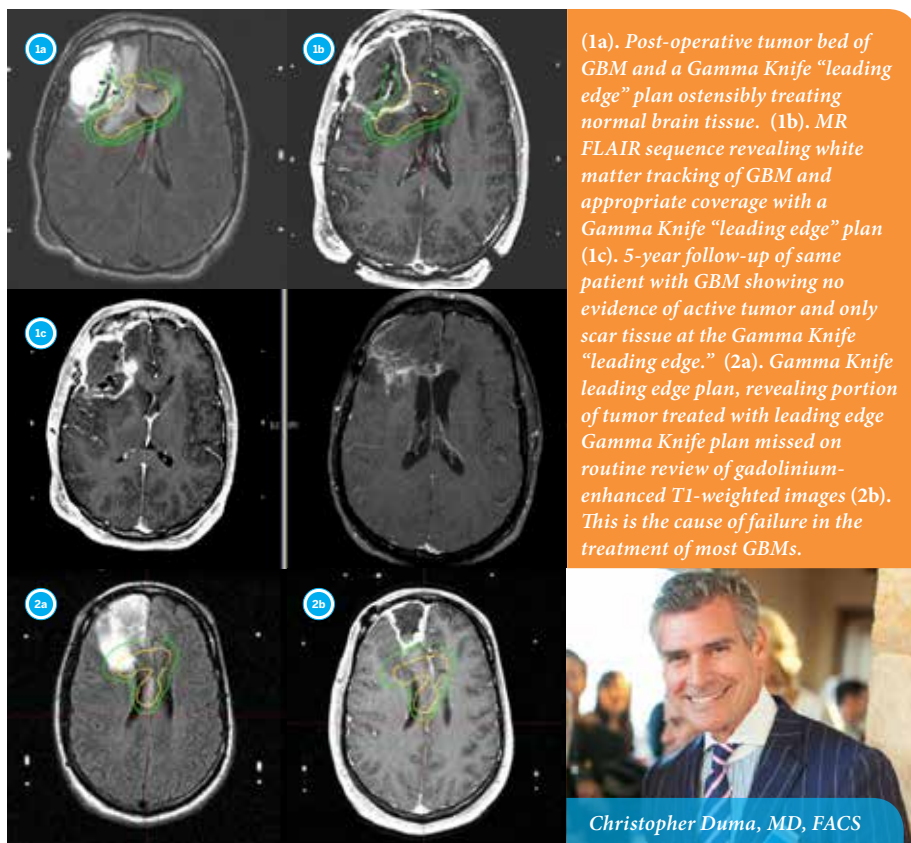 1a
1b
(1a). Post-operative tumor bed of
GBM and a Gamma Knife “leading
edge” plan ostensibly treating
normal brain tissue. (1b). MR
FLAIR sequence revealing white
matter tracking of GBM and
appropriate coverage with a
Gamma Knife “leading edge” plan
(1c). 5-year follow-up of same
patient with GBM showing no
evidence of active tumor and only
scar tissue at the Gamma Knife
“leading edge.” (2a). Gamma Knife
leading edge plan, revealing portion
of tumor treated with leading edge
Gamma Knife plan missed on
routine review of gadolinium-
enhanced T1-weighted images (2b).
This is the cause of failure in the
treatment of most GBMs.
1c
2a
2b
Christopher Duma, MD, FACS